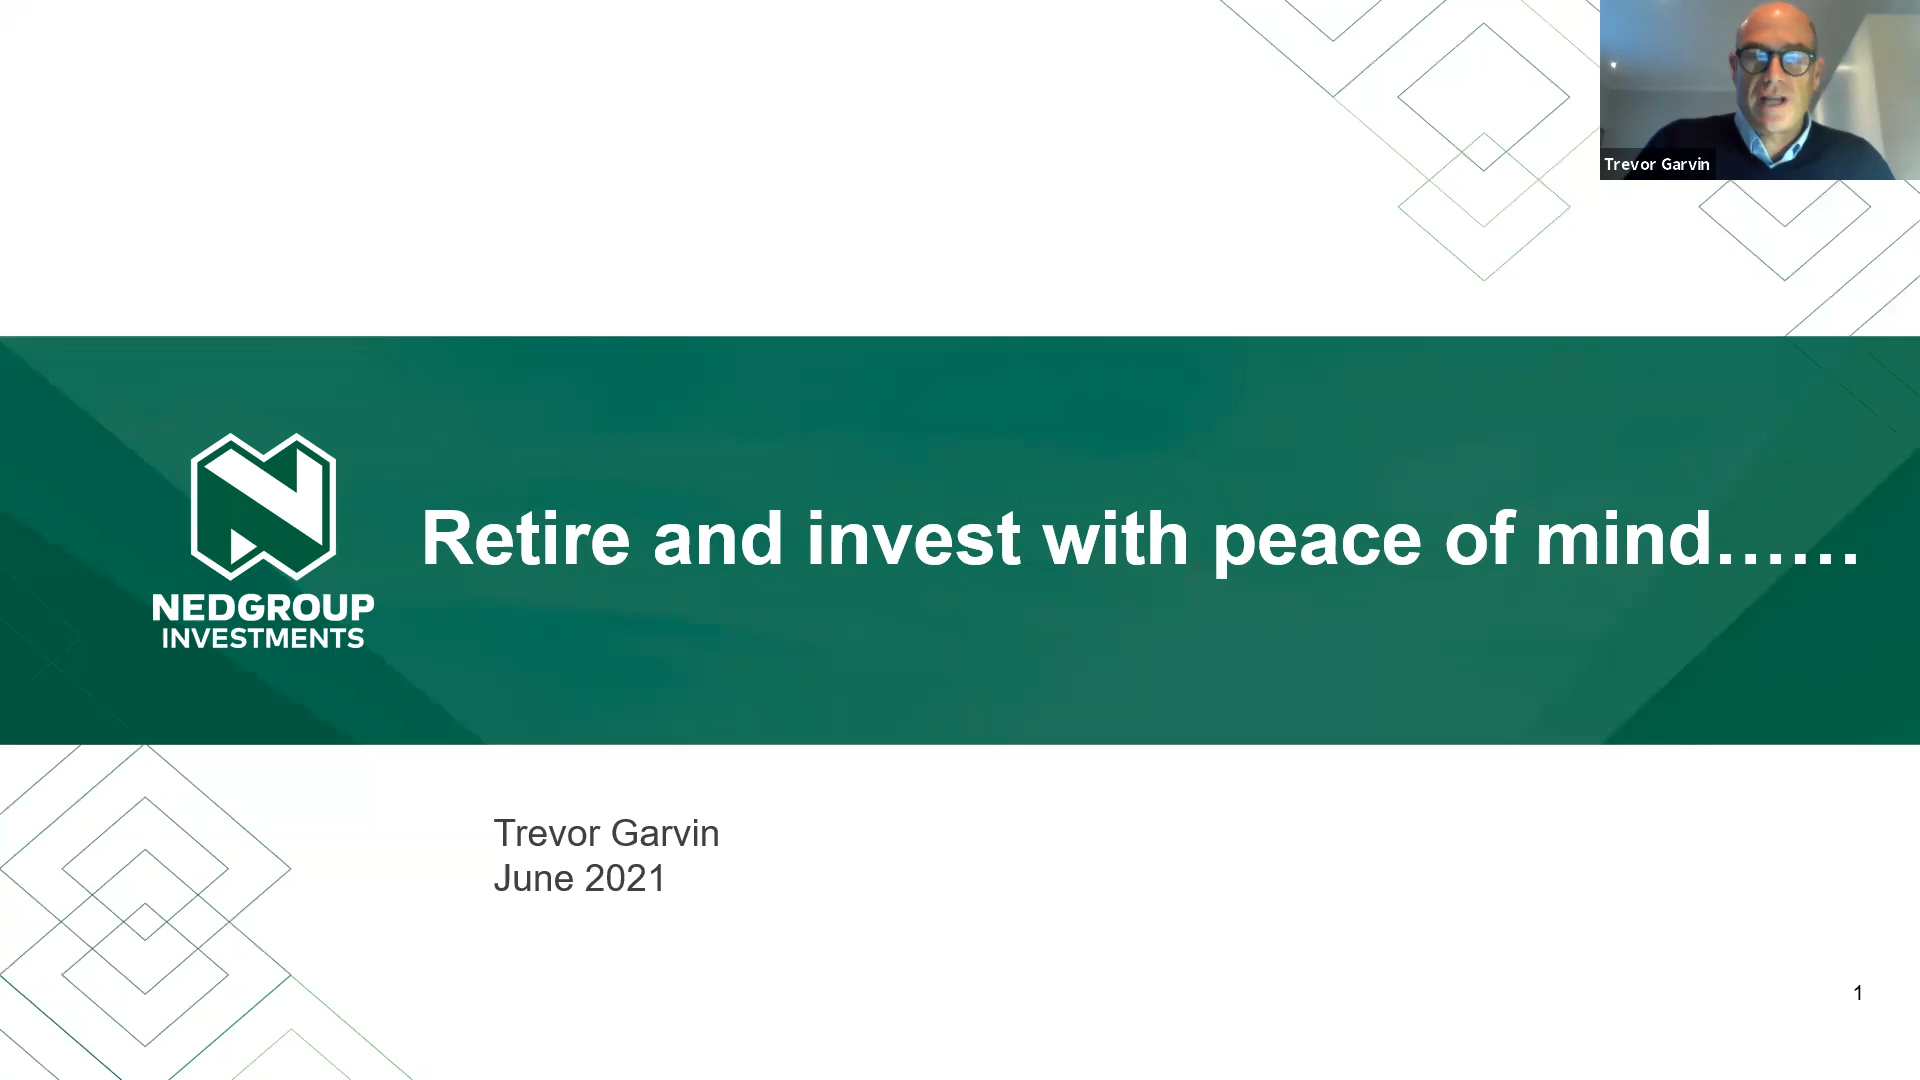 Trevor Garvin
NEDGROUP
INVESTMENTS
Retire and invest with peace of mind......
Trevor Garvin
June 2021
1